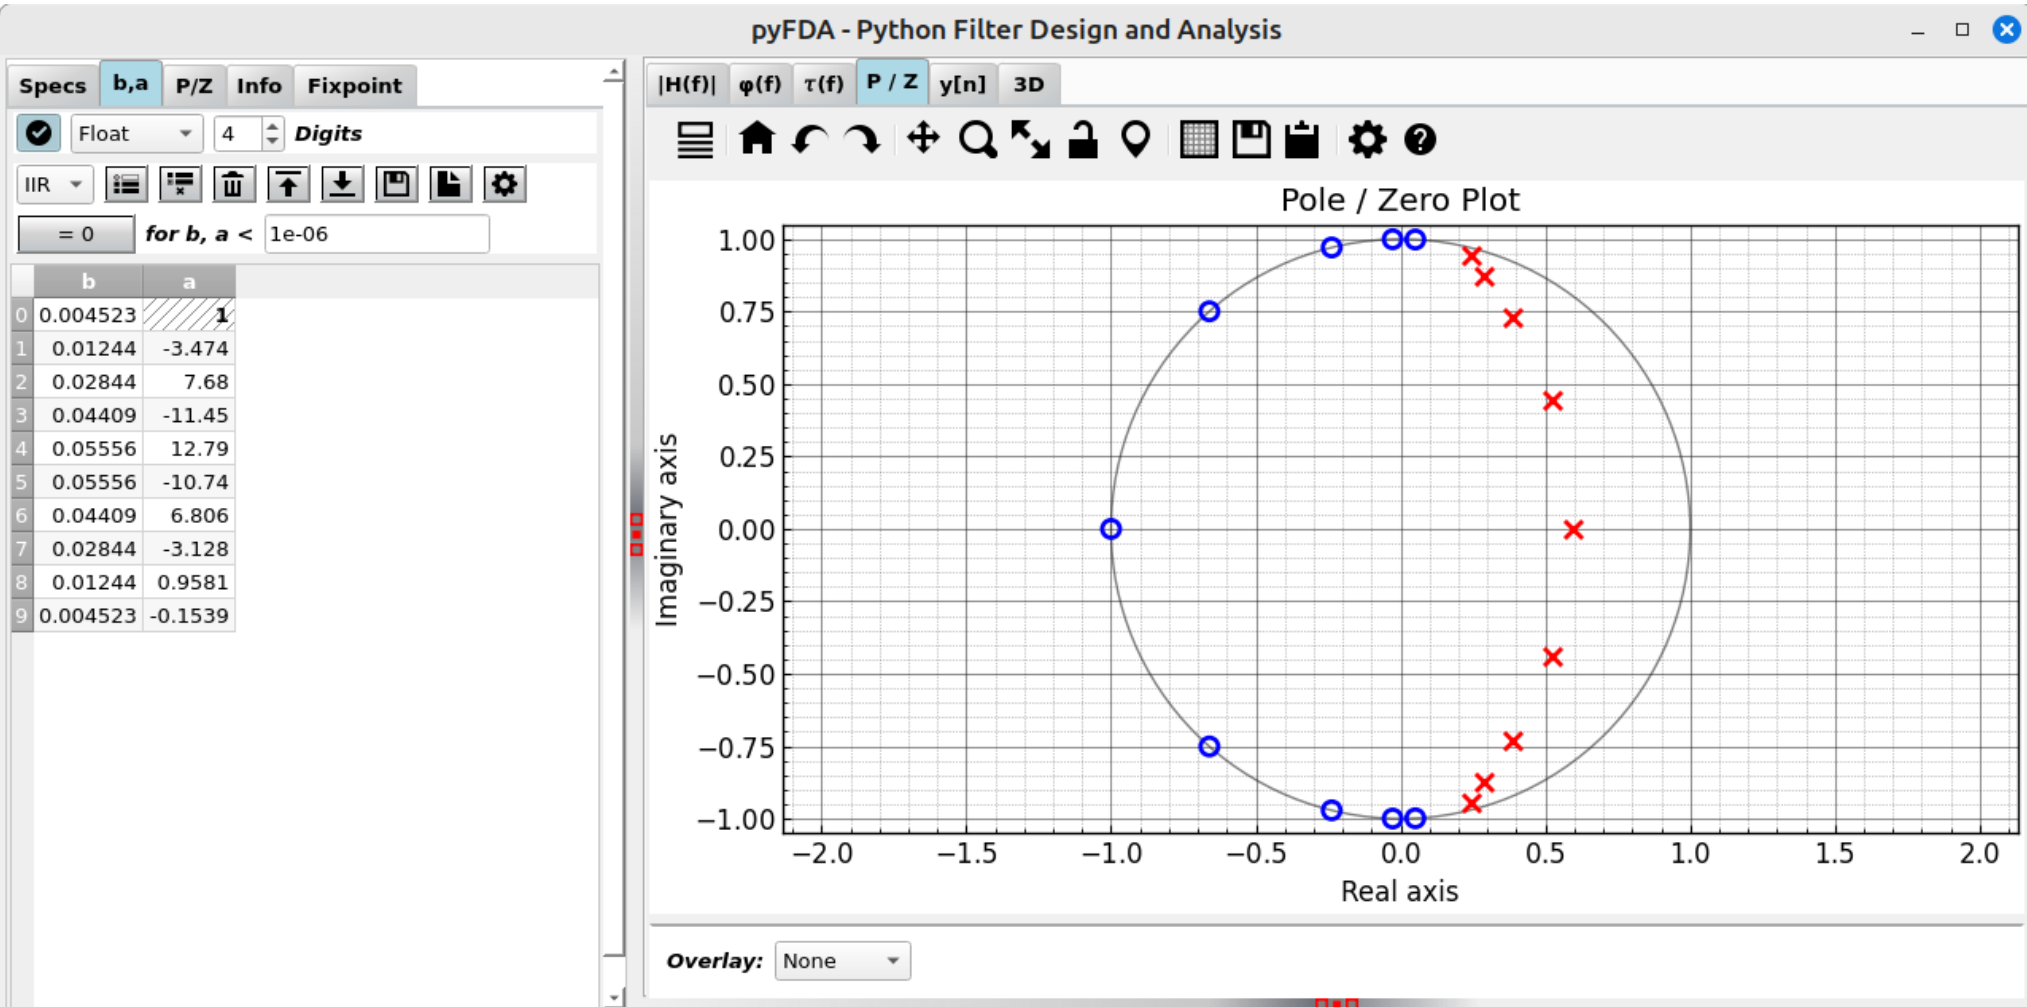 pyFDA - Python Filter Design and Analysis
Specs b,a P/Z Info Fixpoint
Float 4 Digits
IIR
= 0 for b, a < 1e-06
b a
0 0.004523 1
1 0.01244 -3.474
2 0.02844 7.68
3 0.04409 -11.45
4 0.05556 12.79
5 0.05556 -10.74
6 0.04409 6.806
7 0.02844 -3.128
8 0.01244 0.9581
9 0.004523 -0.1539
|H(f)| φ(f) τ(f) P / Z y[n] 3D
Pole / Zero Plot
1.00
0.75
0.50
0.25
0.00
−0.25
−0.50
−0.75
−1.00
Imaginary axis
−2.0 −1.5 −1.0 −0.5 0.0 0.5 1.0 1.5 2.0
Real axis
Overlay: None